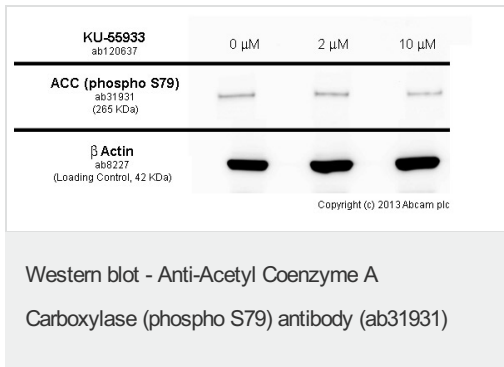 KU-55933
ab120637
0 μM 2 μM 10 μM
ACC (phospho S79)
ab31931
(265 KDa)
β Actin
ab8227
(Loading Control, 42 KDa)
Copyright (c) 2013 Abcam plc
Western blot - Anti-Acetyl Coenzyme A
Carboxylase (phospho S79) antibody (ab31931)